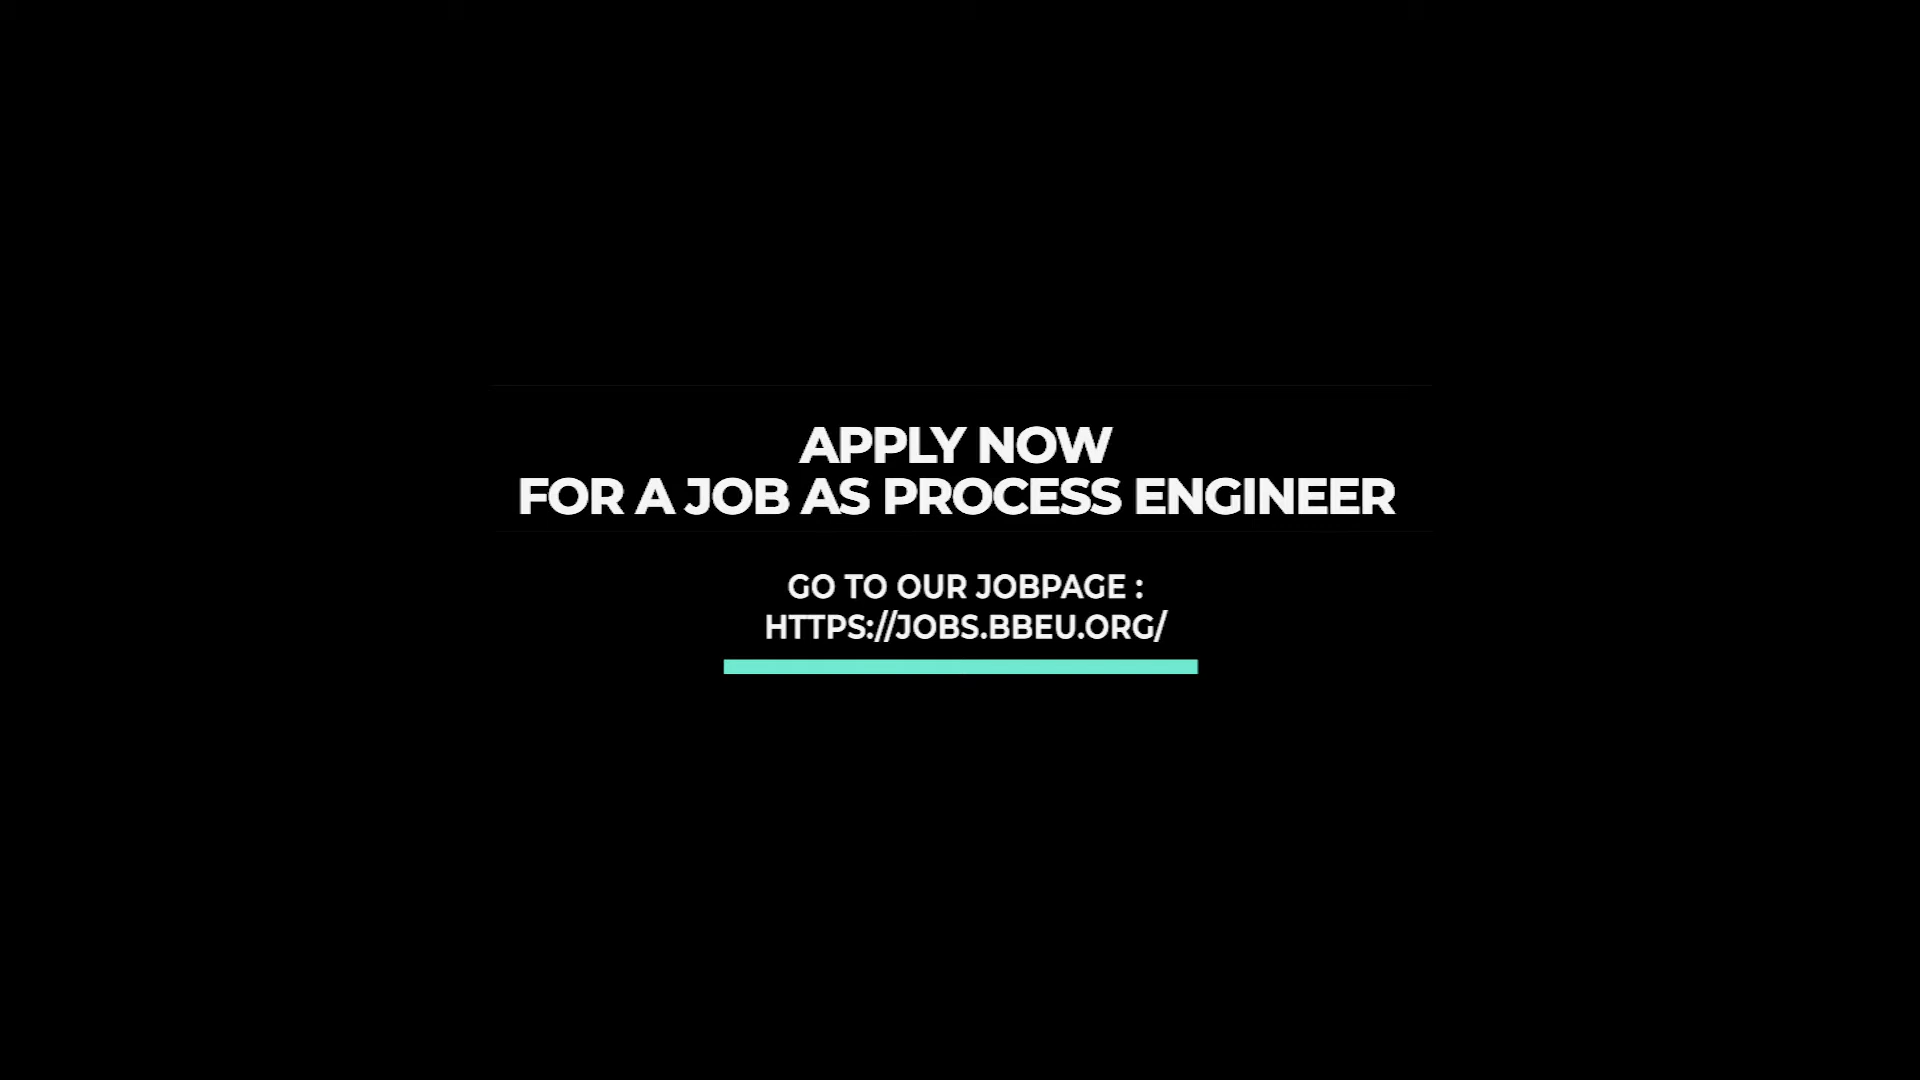 APPLY NOW
FOR A JOB AS PROCESS ENGINEER
GO TO OUR JOBPAGE :
HTTPS://JOBS.BBEU.ORG/